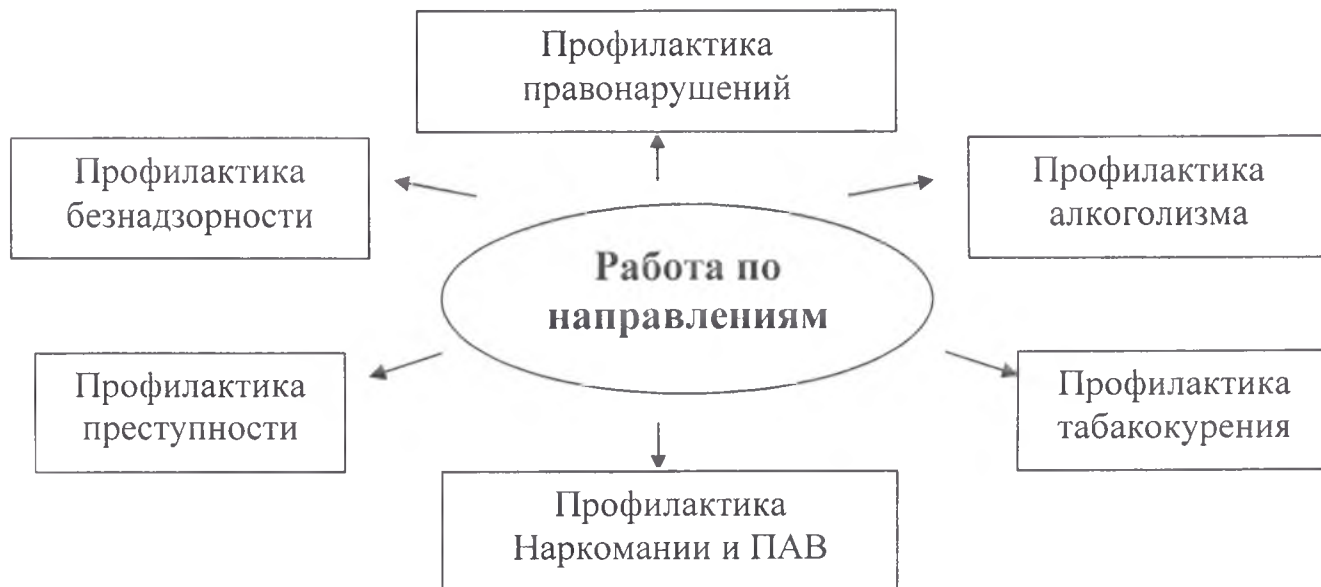 Профилактика
правонарушений
Профилактика
безнадзорности
Профилактика
алкоголизма
Работа по
направлениям
Профилактика
преступности
Профилактика
табакокурения
Профилактика
Наркомании и ПАВ